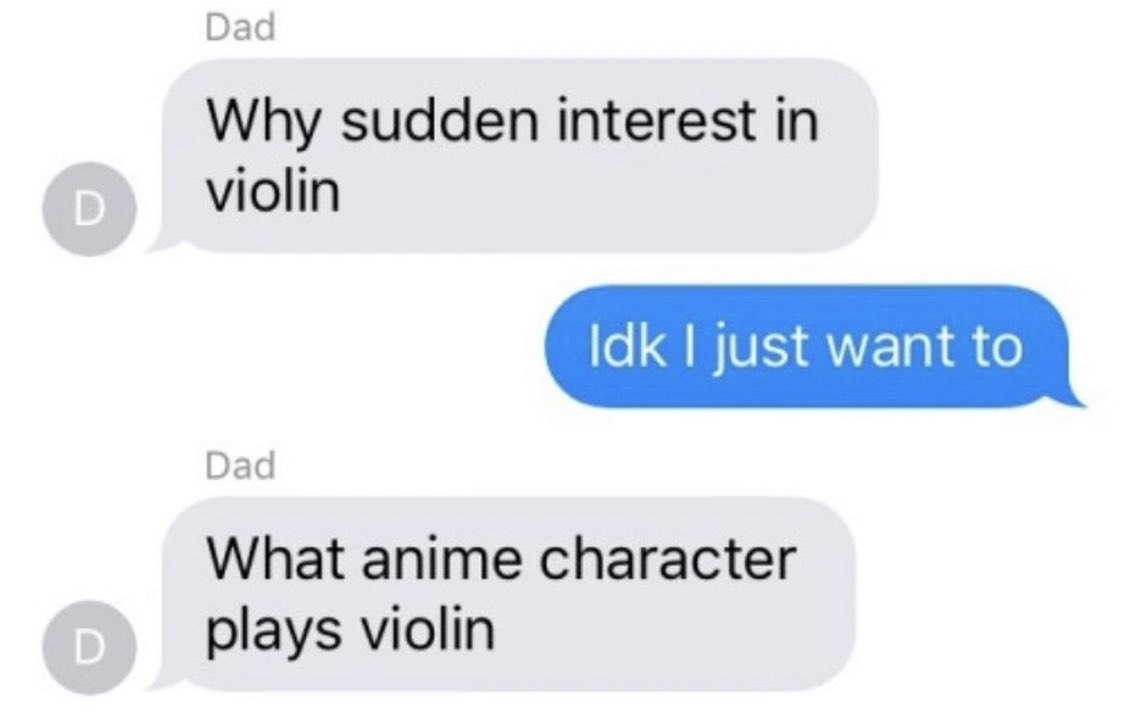 Dad
Why sudden interest in
violin
D
Idk I just want to
Dad
What anime character
plays violin
D